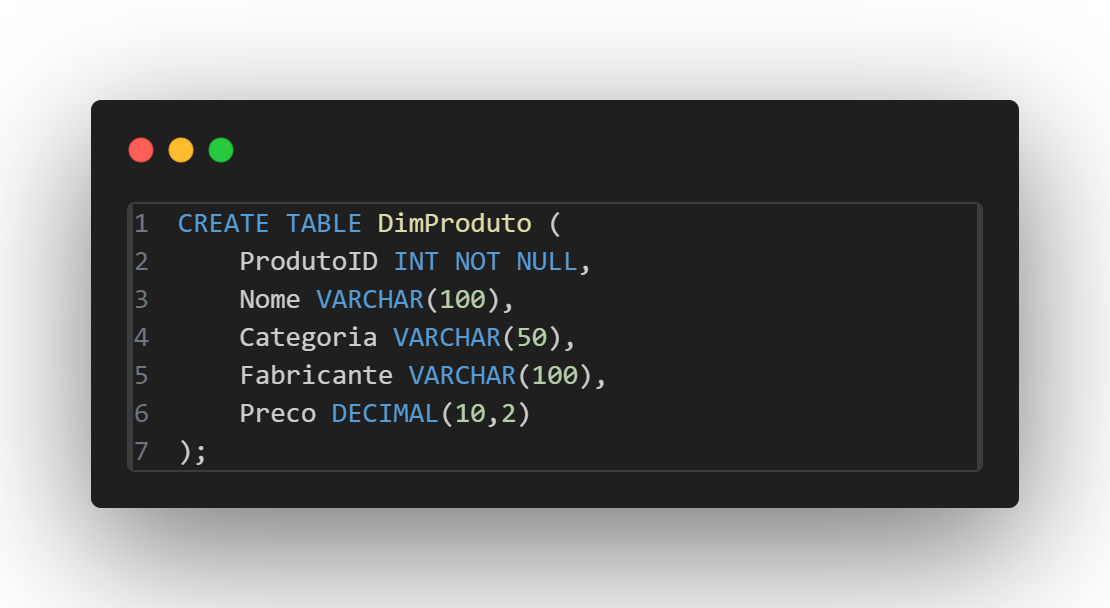 1 CREATE TABLE DimProduto (
2     ProdutoID INT NOT NULL,
3     Nome VARCHAR(100),
4     Categoria VARCHAR(50),
5     Fabricante VARCHAR(100),
6     Preco DECIMAL(10,2)
7 );